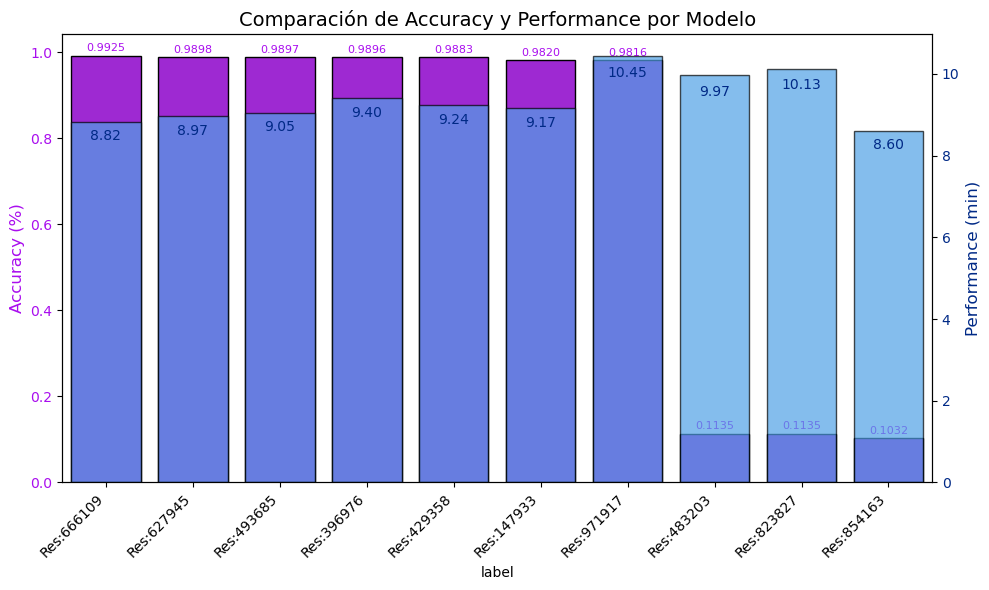 Comparación de Accuracy y Performance por Modelo
0.9925
0.9898
0.9897
0.9896
0.9883
0.9820
0.9816
8.82
8.97
9.05
9.40
9.24
9.17
10.45
9.97
10.13
8.60
0.1135
0.1135
0.1032
Accuracy (%)
1.0
0.8
0.6
0.4
0.2
0.0
Performance (min)
10
8
6
4
2
0
Res:666109
Res:627945
Res:493685
Res:396976
Res:429358
Res:147933
Res:971917
Res:483203
Res:823827
Res:854163
label